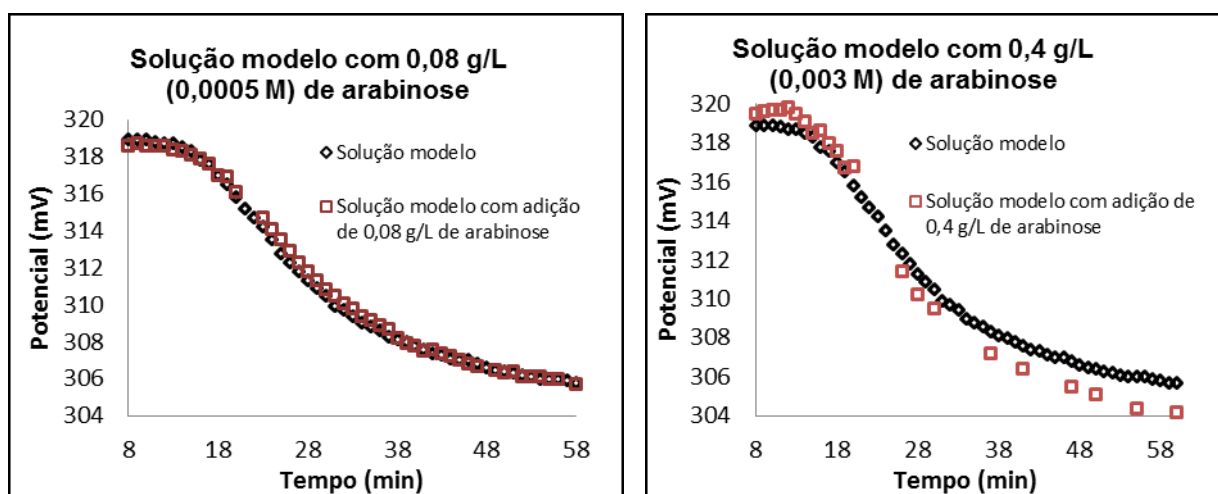 Solução modelo com 0,08 g/L
(0,0005 M) de arabinose
320
318
316
314
312
310
308
306
304
Potencial (mV)
Solução modelo
Solução modelo com adição
de 0,08 g/L de arabinose
8
18
28
38
48
58
Tempo (min)
Solução modelo com 0,4 g/L
(0,003 M) de arabinose
320
318
316
314
312
310
308
306
304
Potencial (mV)
Solução modelo
Solução modelo com adição de
0,4 g/L de arabinose
8
18
28
38
48
58
Tempo (min)